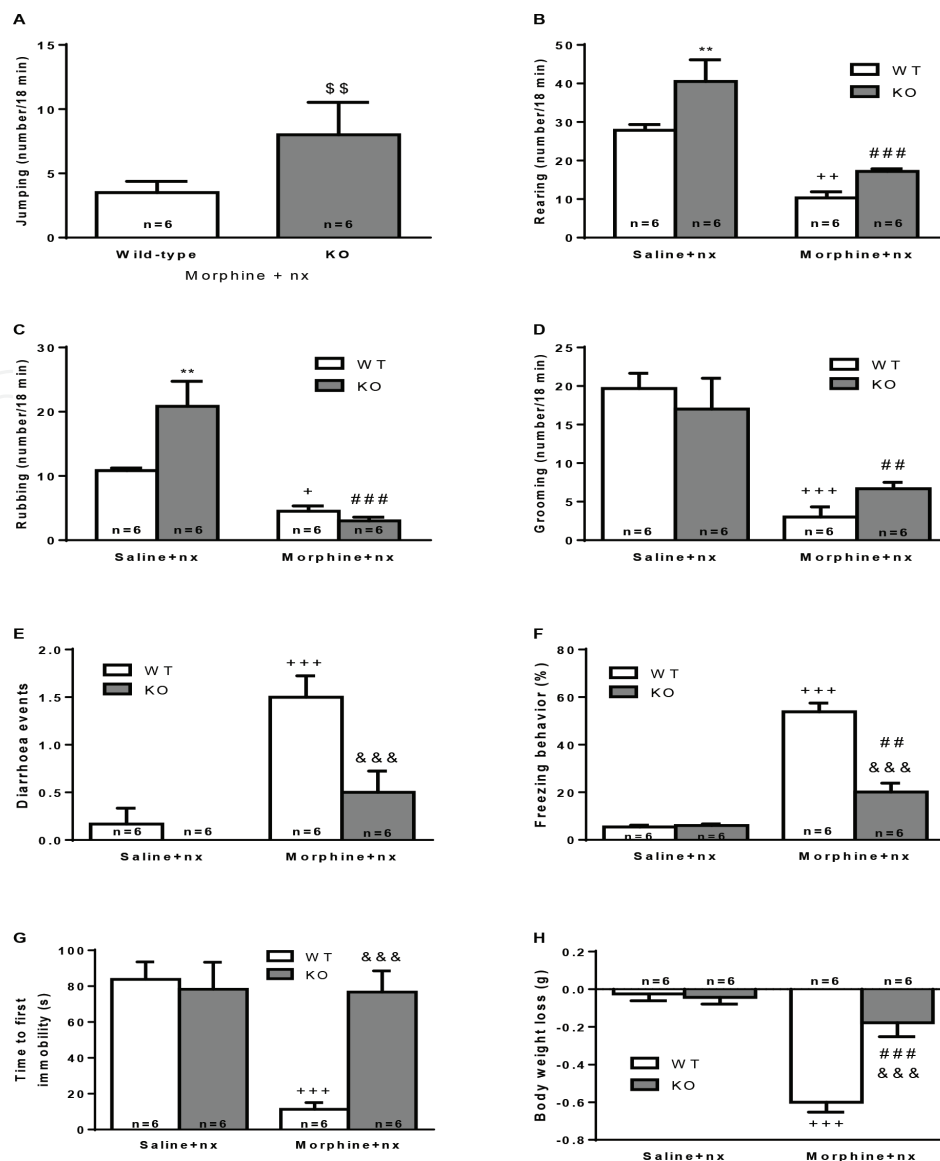 A
Jumping (number/18 min)
15
10
5
0
$$
n=6
n=6
Wild-type
KO
Morphine + nx
B
Rearing (number/18 min)
50
40
30
20
10
0
**
WT
KO
++
###
n=6
n=6
n=6
n=6
Saline+nx
Morphine+nx
C
Rubbing (number/18 min)
30
20
10
0
**
WT
KO
+
###
n=6
n=6
n=6
n=6
Saline+nx
Morphine+nx
D
Grooming (number/18 min)
25
20
15
10
5
0
WT
KO
+++
##
n=6
n=6
n=6
n=6
Saline+nx
Morphine+nx
E
Diarrhoea events
2.0
1.5
1.0
0.5
0.0
WT
KO
+++
&&&
n=6
n=6
n=6
n=6
Saline+nx
Morphine+nx
F
Freezing behavior (%)
80
60
40
20
0
WT
KO
+++
##
&&&
n=6
n=6
n=6
n=6
Saline+nx
Morphine+nx
G
Time to first
immobility (s)
100
80
60
40
20
0
WT
KO
&&&
+++
n=6
n=6
n=6
n=6
Saline+nx
Morphine+nx
H
Body weight loss (g)
0.2
0.0
-0.2
-0.4
-0.6
-0.8
n=6
n=6
n=6
n=6
WT
KO
###
&&&
+++
Saline+nx
Morphine+nx